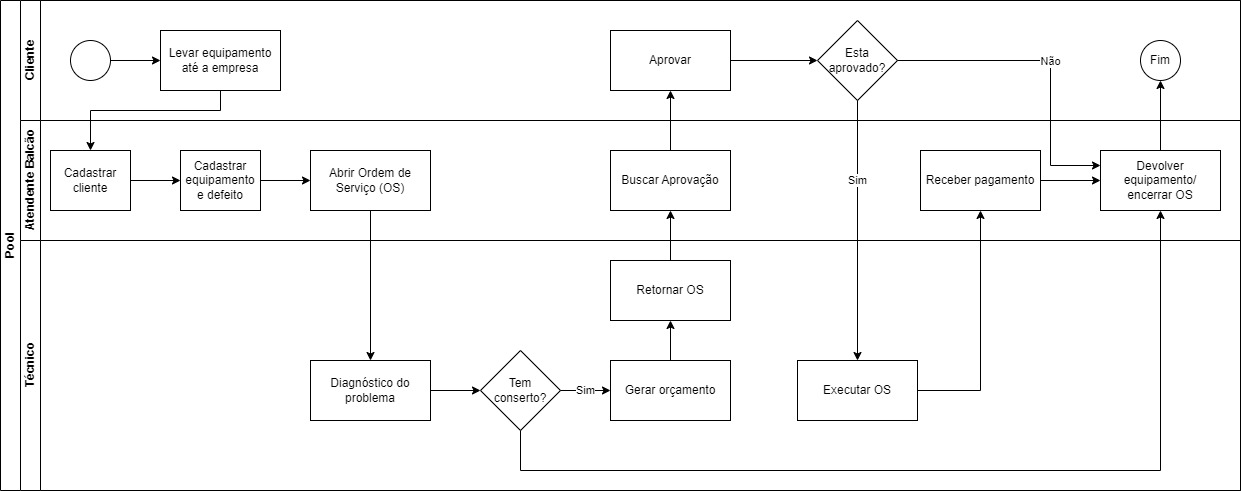 Pool
Cliente
Levar equipamento
até a empresa
Aprovar
Esta
aprovado?
Não
Fim
Atendente Balcão
Cadastrar
cliente
Cadastrar
equipamento
e defeito
Abrir Ordem de
Serviço (OS)
Buscar Aprovação
Sim
Receber pagamento
Devolver
equipamento/
encerrar OS
Técnico
Retornar OS
Diagnóstico do
problema
Tem
conserto?
Sim
Gerar orçamento
Executar OS